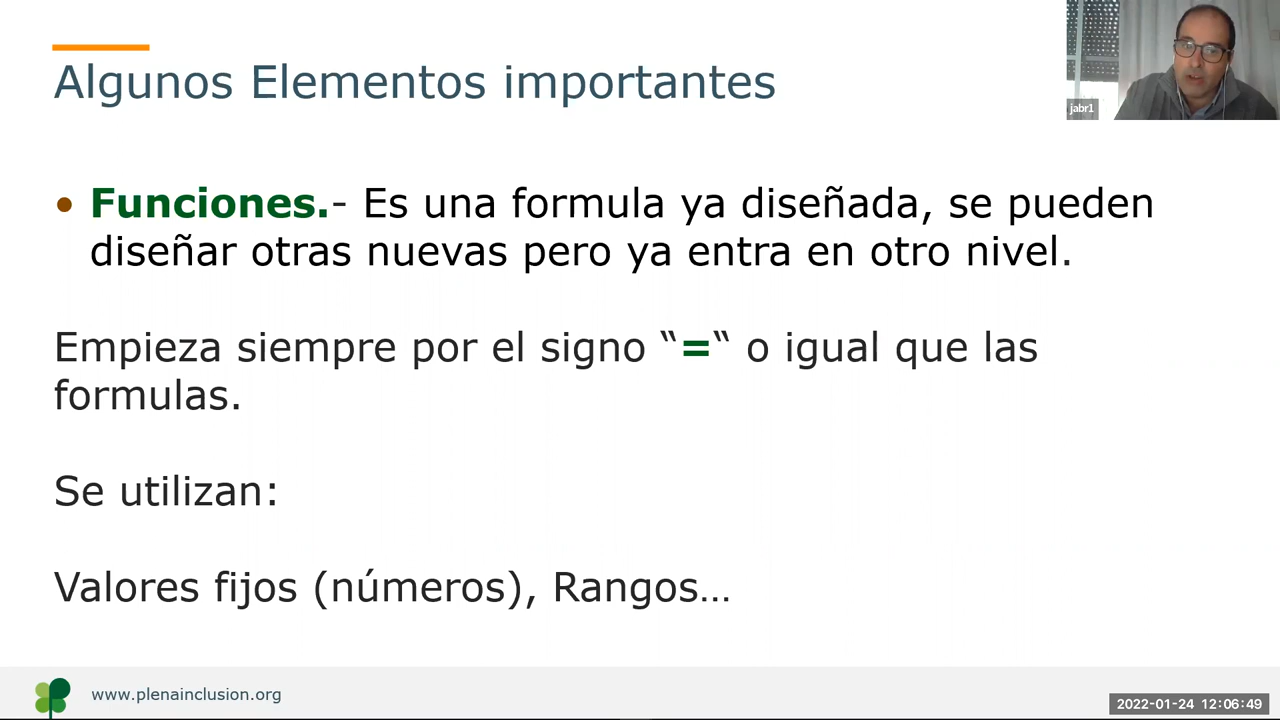 Algunos Elementos importantes
jabr1
• Funciones.- Es una formula ya diseñada, se pueden
diseñar otras nuevas pero ya entra en otro nivel.
Empieza siempre por el signo “=“ o igual que las
formulas.
Se utilizan:
Valores fijos (números), Rangos…
www.plenainclusion.org
2022-01-24 12:06:49